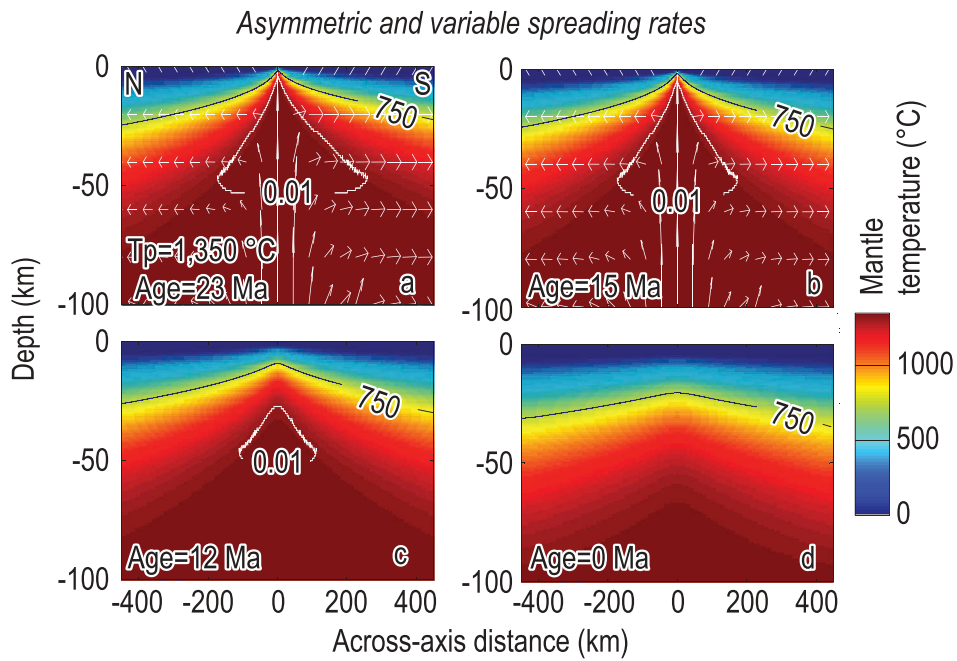 Asymmetric and variable spreading rates
0
N
S
750
-50
0.01
Tp=1,350 °C
Age=23 Ma
a
-100
0
750
-50
0.01
Age=15 Ma
b
-100
0
750
-50
0.01
Age=12 Ma
c
-100
-400
-200
0
200
400
0
750
-50
Age=0 Ma
d
-100
-400
-200
0
200
400
Depth (km)
Across-axis distance (km)
Mantle
temperature (°C)
1000
500
0